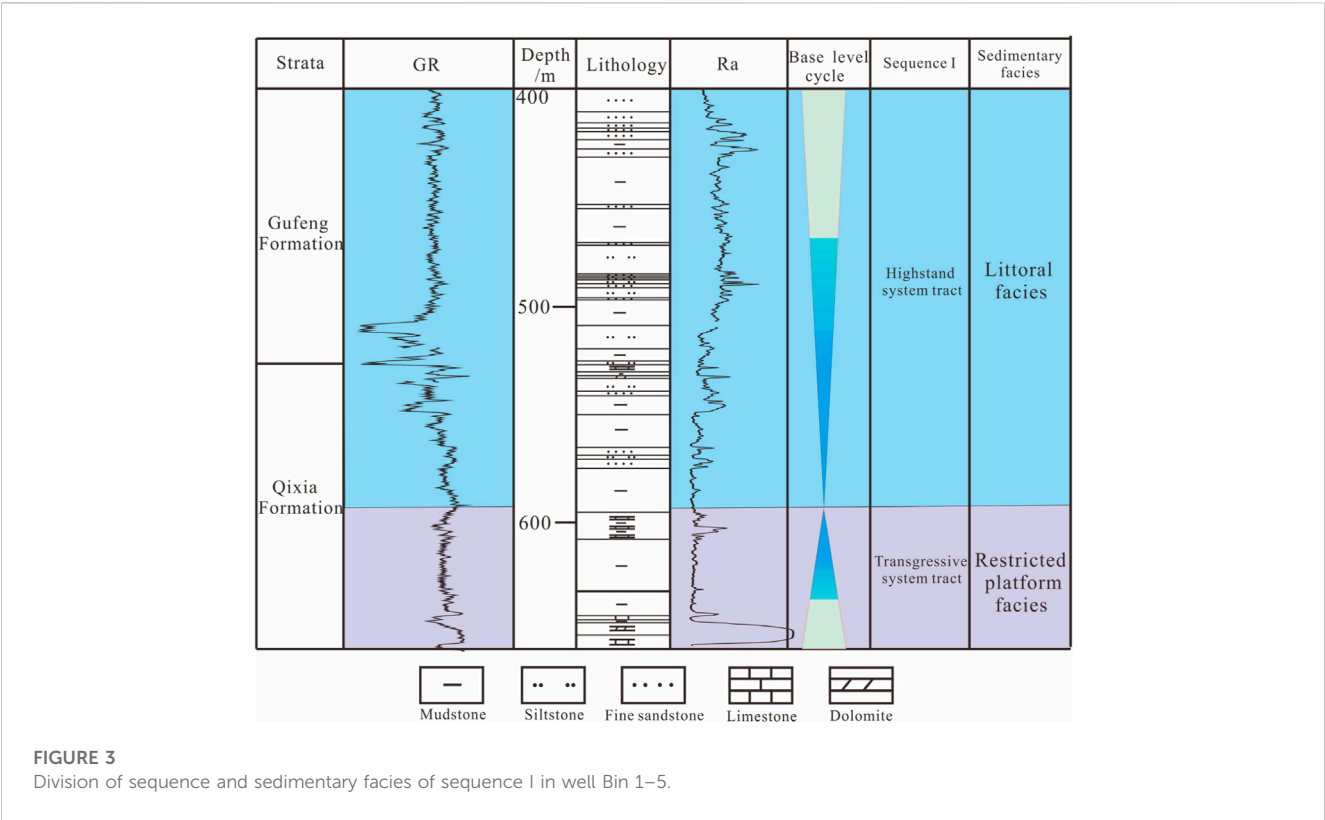 Strata
GR
Depth
/m
Lithology
Ra
Base level
cycle
Sequence I
Sedimentary
facies
400
Gufeng
Formation
500
Highstand
system tract
Littoral
facies
Qixia
Formation
600
Transgressive
system tract
Restricted
platform
facies
Mudstone
Siltstone
Fine sandstone
Limestone
Dolomite
FIGURE 3
Division of sequence and sedimentary facies of sequence I in well Bin 1–5.